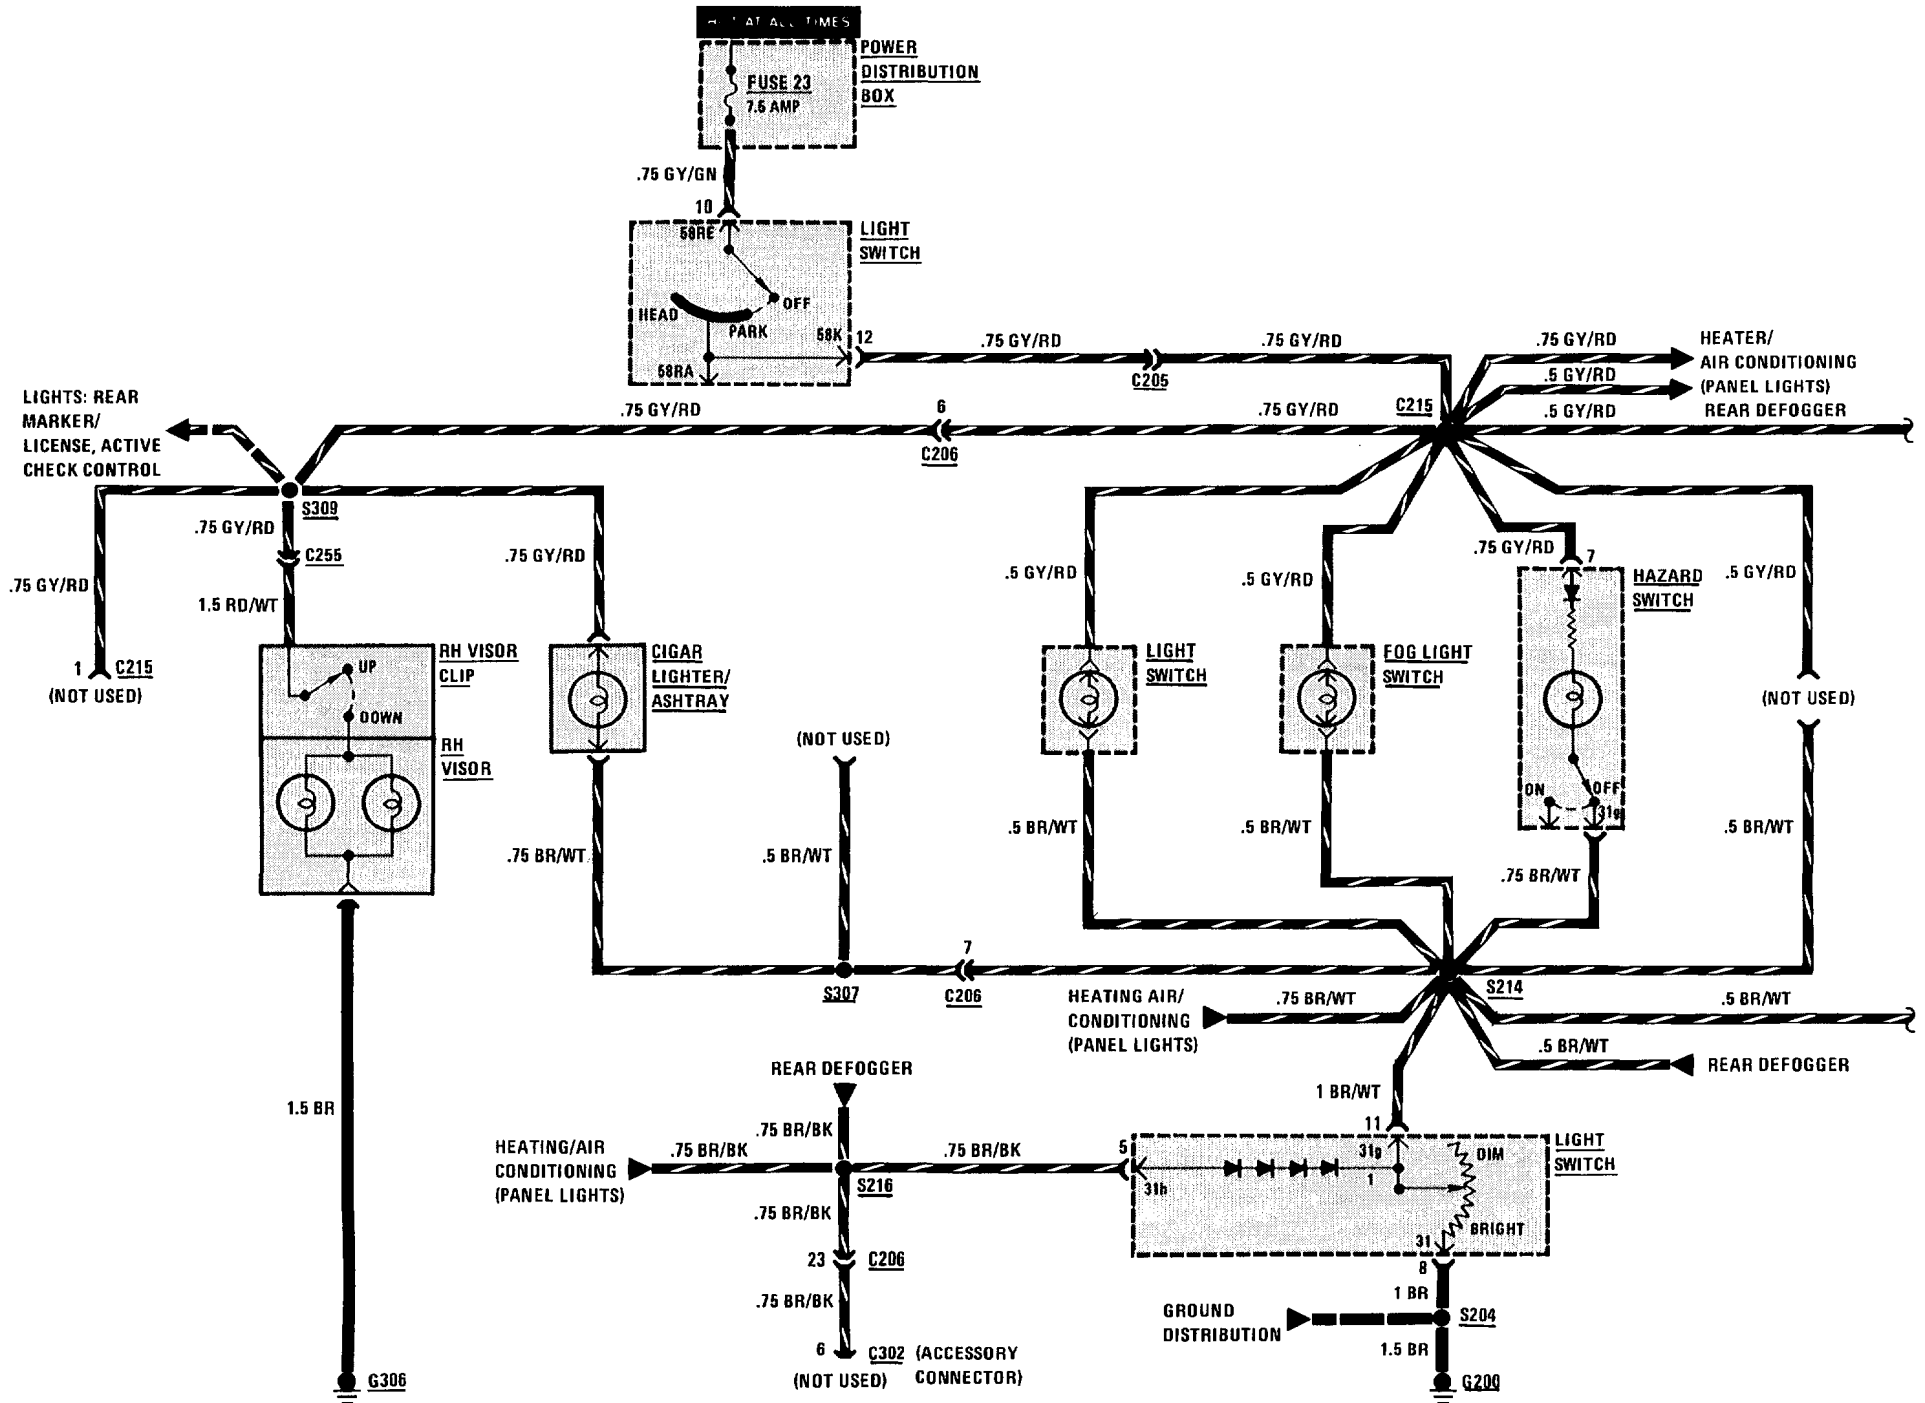 HOT AT ALL TIMES
POWER
DISTRIBUTION
BOX
FUSE 23
7.5 AMP
.75 GY/GN
10
58RE
LIGHT
SWITCH
OFF
HEAD
PARK
58K
12
58RA
.75 GY/RD
C205
.75 GY/RD
.75 GY/RD
HEATER/
AIR CONDITIONING
(PANEL LIGHTS)
.5 GY/RD
REAR DEFOGGER
.5 GY/RD
C215
LIGHTS: REAR
MARKER/
LICENSE, ACTIVE
CHECK CONTROL
.75 GY/RD
6
C206
.75 GY/RD
S309
.75 GY/RD
C255
1.5 RD/WT
.75 GY/RD
1
C215
(NOT USED)
.75 GY/RD
RH VISOR
CLIP
UP
DOWN
RH
VISOR
CIGAR
LIGHTER/
ASHTRAY
(NOT USED)
.5 GY/RD
LIGHT
SWITCH
.5 GY/RD
FOG LIGHT
SWITCH
.75 GY/RD
7
HAZARD
SWITCH
ON
OFF
31g
.5 GY/RD
(NOT USED)
.75 BR/WT
.5 BR/WT
.5 BR/WT
.5 BR/WT
.75 BR/WT
.5 BR/WT
S307
7
C206
S214
HEATING AIR/
CONDITIONING
(PANEL LIGHTS)
.75 BR/WT
.5 BR/WT
.5 BR/WT
REAR DEFOGGER
1 BR/WT
1.5 BR
REAR DEFOGGER
.75 BR/BK
HEATING/AIR
CONDITIONING
(PANEL LIGHTS)
.75 BR/BK
.75 BR/BK
S216
5
31h
11
31g
1
DIM
BRIGHT
31
LIGHT
SWITCH
.75 BR/BK
23
C206
.75 BR/BK
6
C302 (ACCESSORY
CONNECTOR)
(NOT USED)
8
1 BR
GROUND
DISTRIBUTION
S204
1.5 BR
G200
G306